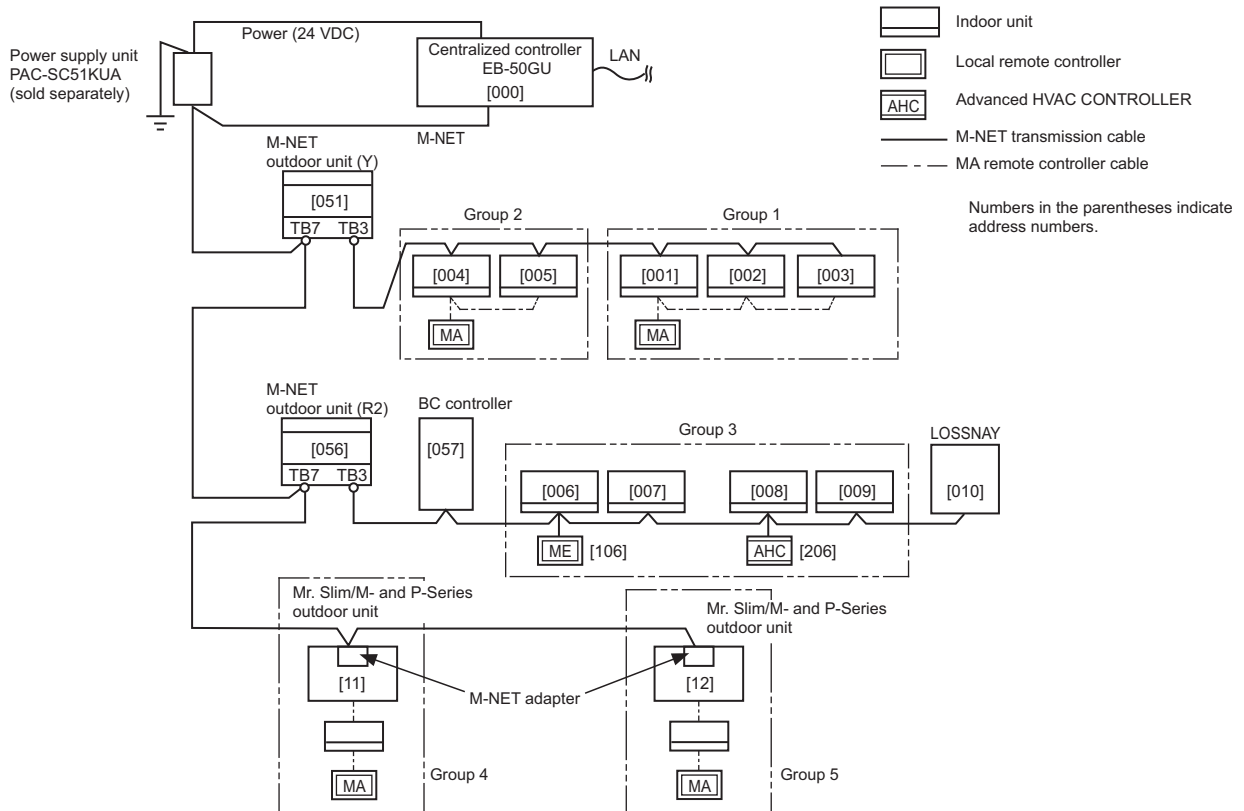 Power supply unit
PAC-SC51KUA
(sold separately)
Power (24 VDC)
Centralized controller
EB-50GU
[000]
LAN
M-NET
Indoor unit
Local remote controller
AHC
Advanced HVAC CONTROLLER
M-NET transmission cable
MA remote controller cable
Numbers in the parentheses indicate
address numbers.
M-NET
outdoor unit (Y)
[051]
TB7 TB3
Group 2
[004] [005]
MA
Group 1
[001] [002] [003]
MA
M-NET
outdoor unit (R2)
[056]
TB7 TB3
BC controller
[057]
Group 3
[006] [007] [008] [009]
ME [106]
AHC [206]
LOSSNAY
[010]
Mr. Slim/M- and P-Series
outdoor unit
[11]
MA
Group 4
M-NET adapter
Mr. Slim/M- and P-Series
outdoor unit
[12]
MA
Group 5